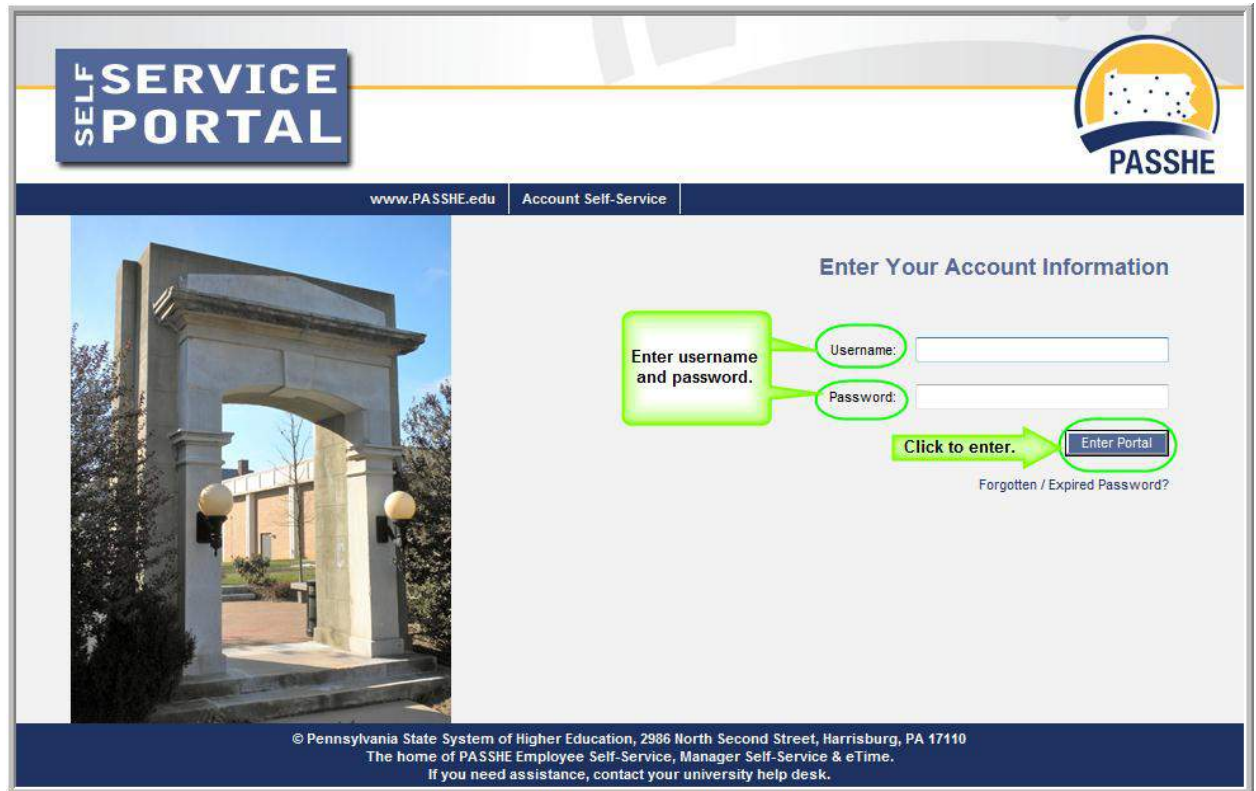 SELF SERVICE
PORTAL
PASSHE
www.PASSHE.edu Account Self-Service
Enter Your Account Information
Enter username
and password.
Username:
Password:
Click to enter.
Enter Portal
Forgotten / Expired Password?
© Pennsylvania State System of Higher Education, 2986 North Second Street, Harrisburg, PA 17110
The home of PASSHE Employee Self-Service, Manager Self-Service & eTime.
If you need assistance, contact your university help desk.